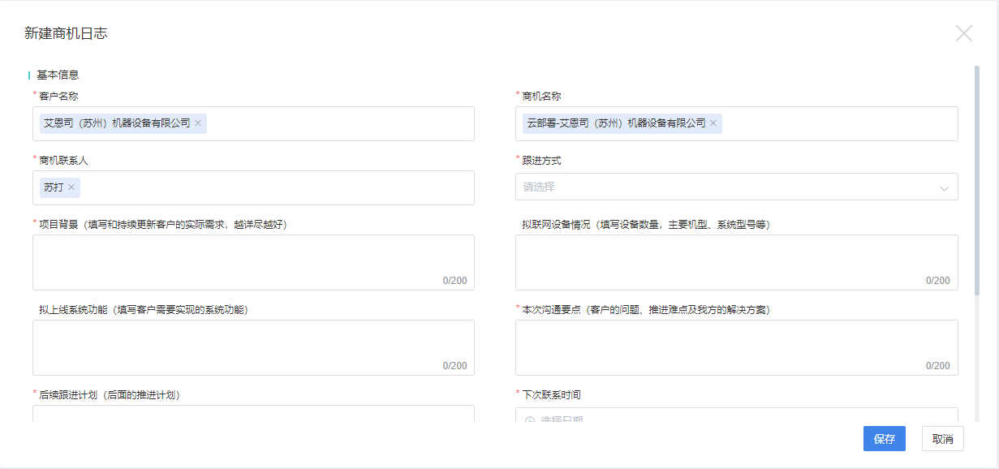 新建商机日志
基本信息
* 客户名称
艾恩司（苏州）机器设备有限公司 ×
* 商机名称
云部署-艾恩司（苏州）机器设备有限公司 ×
* 商机联系人
苏打 ×
* 跟进方式
请选择
* 项目背景（填写和持续更新客户的实际需求，越详尽越好）
0/200
拟联网设备情况（填写设备数量，主要机型、系统型号等）
0/200
拟上线系统功能（填写客户需要实现的系统功能）
0/200
* 本次沟通要点（客户的问题、推进难点及我方的解决方案）
0/200
* 后续跟进计划（后面的推进计划）
* 下次联系时间
选择日期
保存
取消